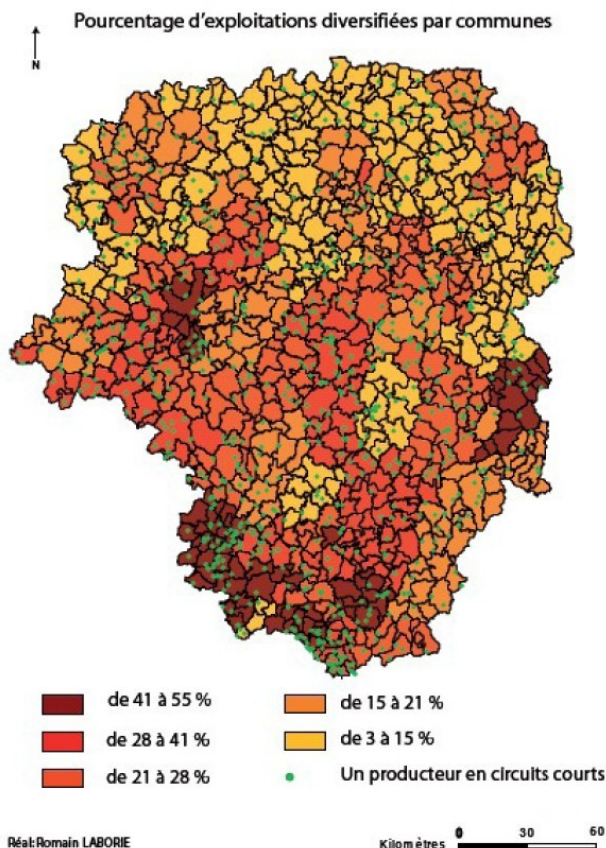 Pourcentage d'exploitations diversifiées par communes
N
de 41 à 55 %
de 28 à 41 %
de 21 à 28 %
de 15 à 21 %
de 3 à 15 %
Un producteur en circuits courts
Réal:Romain LABORIE
Kilomètres 0 30 60